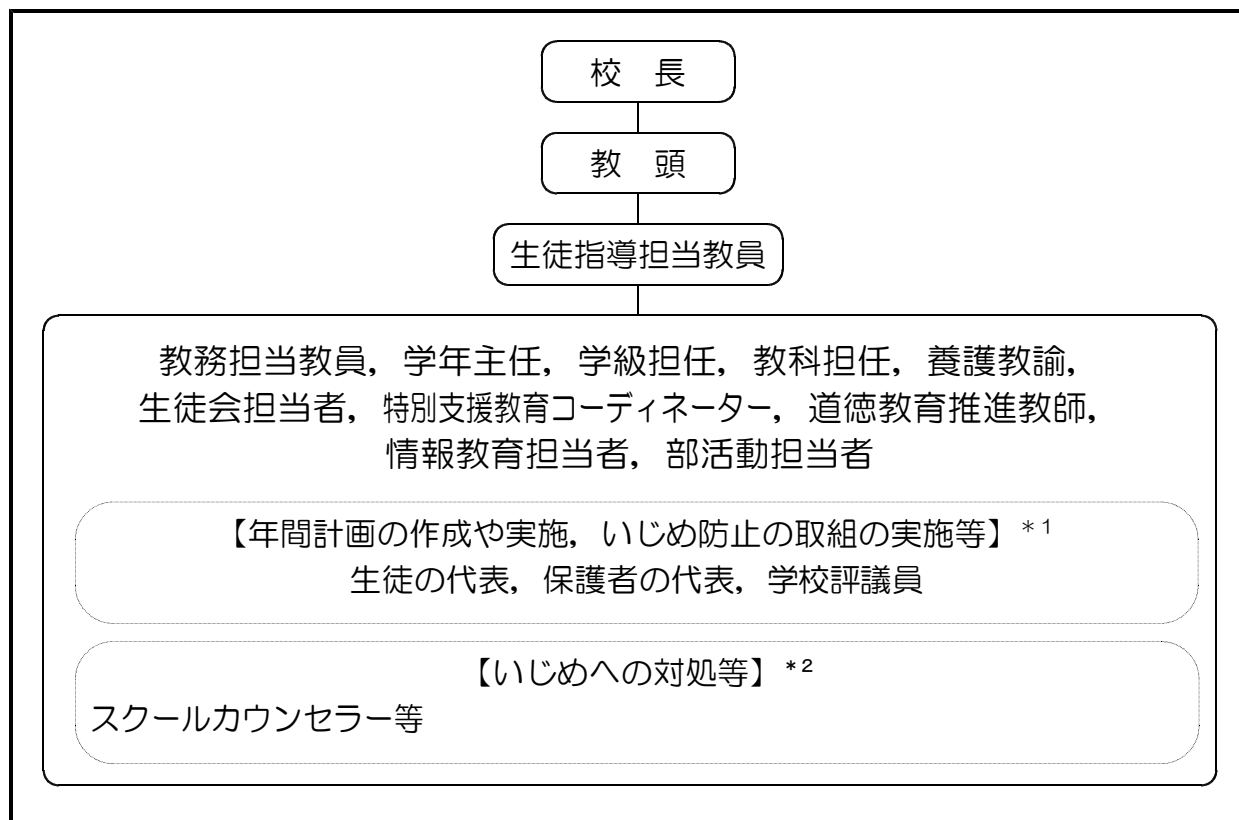 校　長
教　頭
生徒指導担当教員
教務担当教員，学年主任，学級担任，教科担任，養護教諭，
生徒会担当者，特別支援教育コーディネーター，道徳教育推進教師，
情報教育担当者，部活動担当者
【年間計画の作成や実施，いじめ防止の取組の実施等】＊1
生徒の代表，保護者の代表，学校評議員
【いじめへの対処等】*2
スクールカウンセラー等